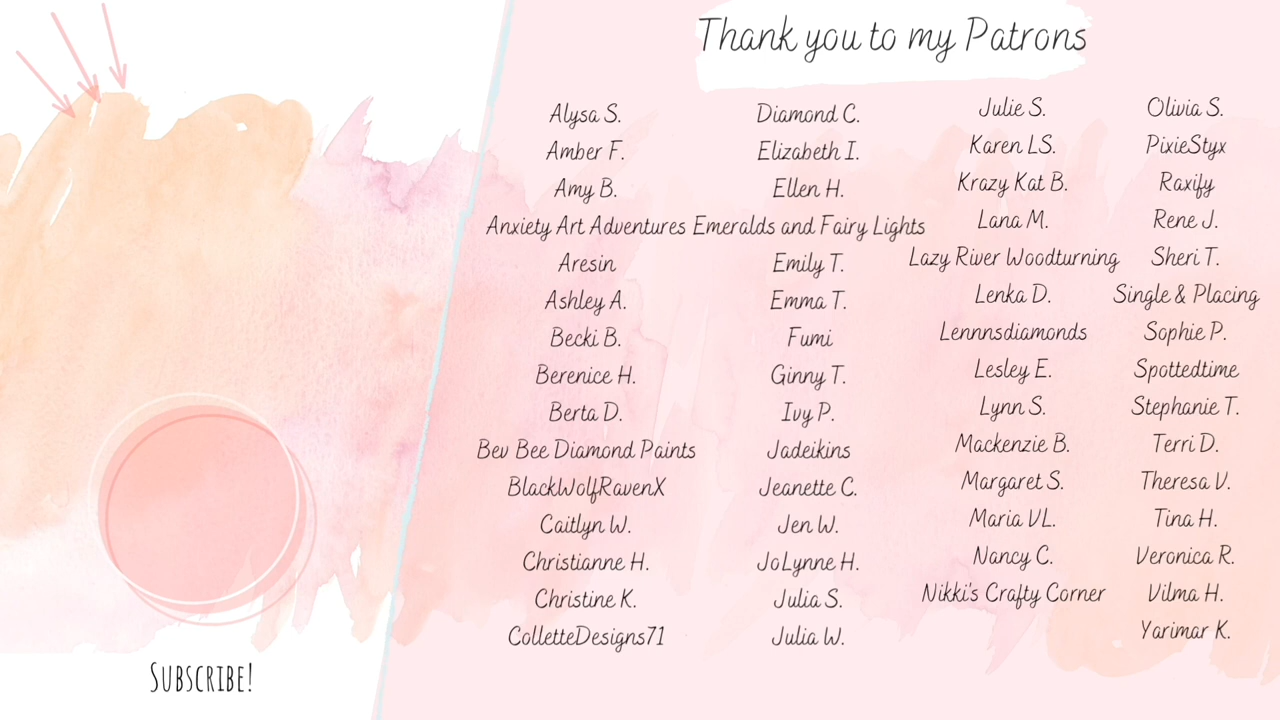 Thank you to my Patrons
Alysa S.
Amber F.
Amy B.
Anxiety Art Adventures
Aresin
Ashley A.
Becki B.
Berenice H.
Berta D.
Bev Bee Diamond Paints
BlackWolfRavenX
Caitlyn W.
Christianne H.
Christine K.
ColletteDesigns71
Diamond C.
Elizabeth I.
Ellen H.
Emeralds and Fairy Lights
Emily T.
Emma T.
Fumi
Ginny T.
Ivy P.
Jadeikins
Jeanette C.
Jen W.
JoLynne H.
Julia S.
Julia W.
Julie S.
Karen LS.
Krazy Kat B.
Lana M.
Lazy River Woodturning
Lenka D.
Lennnsdiamonds
Lesley E.
Lynn S.
Mackenzie B.
Margaret S.
Maria VL.
Nancy C.
Nikki's Crafty Corner
Olivia S.
PixieStyx
Raxify
Rene J.
Sheri T.
Single & Placing
Sophie P.
Spottedtime
Stephanie T.
Terri D.
Theresa V.
Tina H.
Veronica R.
Vilma H.
Yarimar K.
Subscribe!